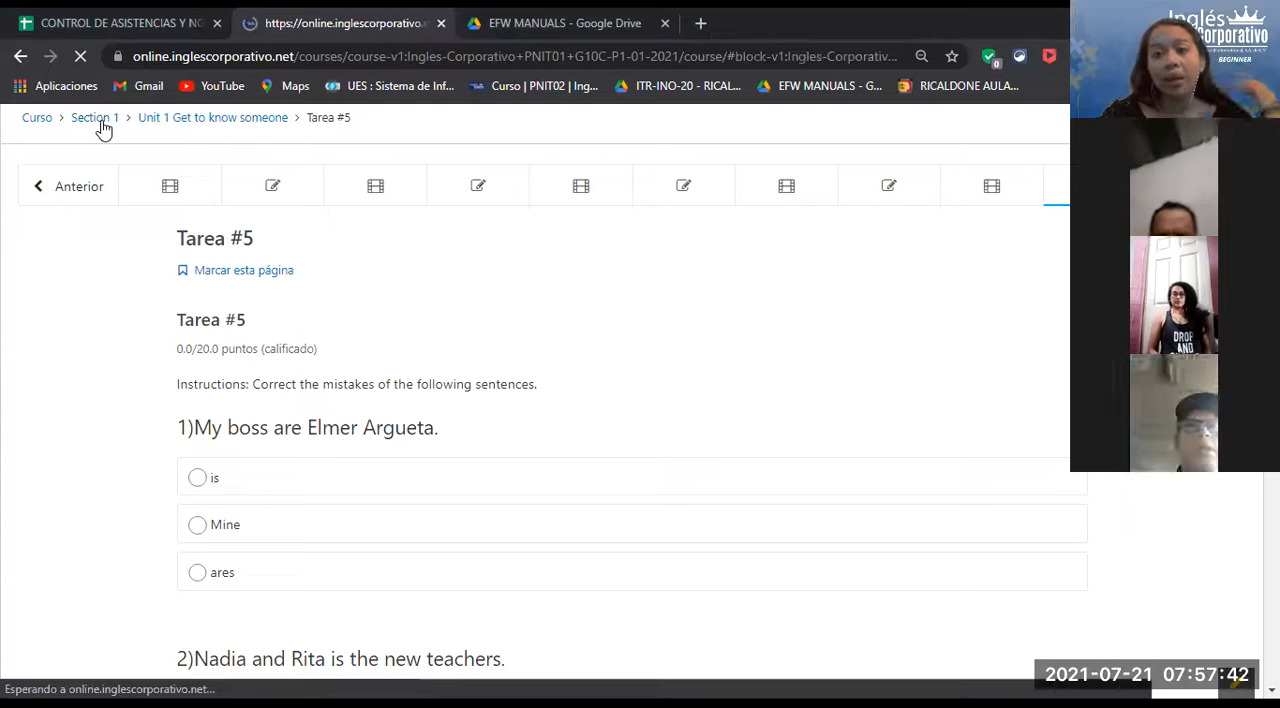 CONTROL DE ASISTENCIAS Y NO
https://online.inglescorporativo.n
EFW MANUALS - Google Drive
online.inglescorporativo.net/courses/course-v1:Ingles-Corporativo+PNIT01+G10C-P1-01-2021/course/#block-v1:Ingles-Corporativ...
Aplicaciones
Gmail
YouTube
Maps
UES : Sistema de Inf...
Curso | PNIT02 | Ing...
ITR-INO-20 - RICAL...
EFW MANUALS - G...
RICALDONE AULA...
Inglés
Corporativo
BEGINNER
Curso > Section 1 > Unit 1 Get to know someone > Tarea #5
Anterior
Tarea #5
Marcar esta página
Tarea #5
0.0/20.0 puntos (calificado)
Instructions: Correct the mistakes of the following sentences.
1)My boss are Elmer Argueta.
is
Mine
ares
2)Nadia and Rita is the new teachers.
Esperando a online.inglescorporativo.net...
DROP
AND
2021-07-21 07:57:42